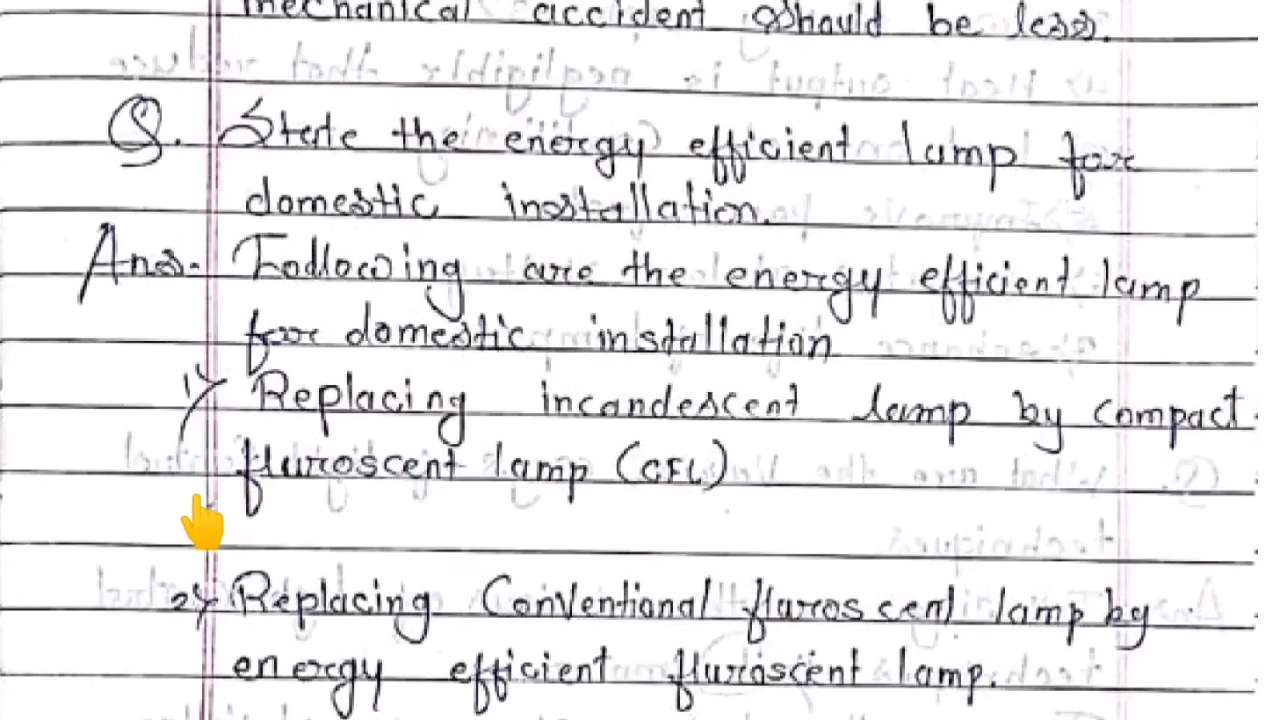 mechanical accident should be less.
Q. State the energy efficient lamp for
domestic installation.
Ans. Following are the energy efficient lamp
for domestic installation
1) Replacing incandescent lamp by compact
fluroscent lamp (CFL)
2) Replacing Conventional fluroscent lamp by
energy efficient fluroscent lamp.